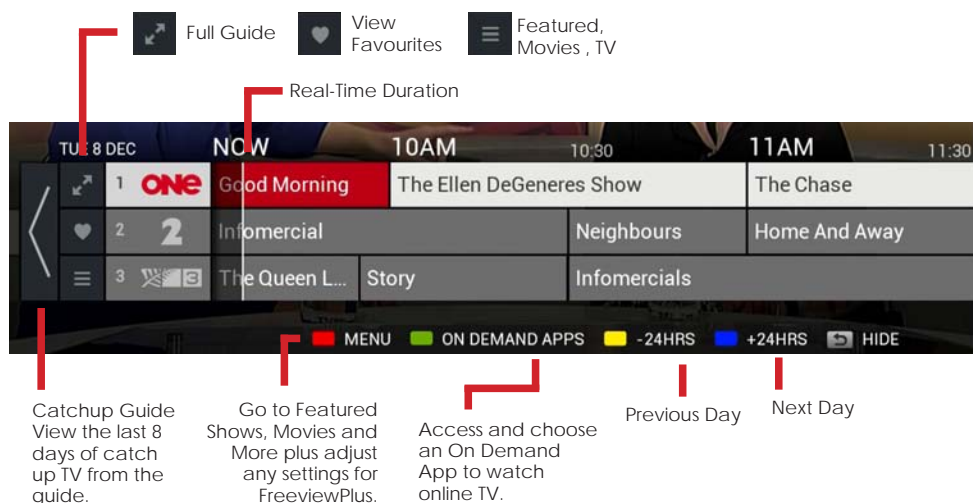 Full Guide
View
Favourites
Featured,
Movies , TV
Real-Time Duration
TUE 8 DEC NOW 10AM 10:30 11AM 11:30
1 ONE Good Morning The Ellen DeGeneres Show The Chase
2 2 Infomercial Neighbours Home And Away
3 3 The Queen L... Story Infomercials
MENU ON DEMAND APPS -24HRS +24HRS HIDE
Catchup Guide
View the last 8
days of catch
up TV from the
guide.
Go to Featured
Shows, Movies and
More plus adjust
any settings for
FreeviewPlus.
Access and choose
an On Demand
App to watch
online TV.
Previous Day
Next Day